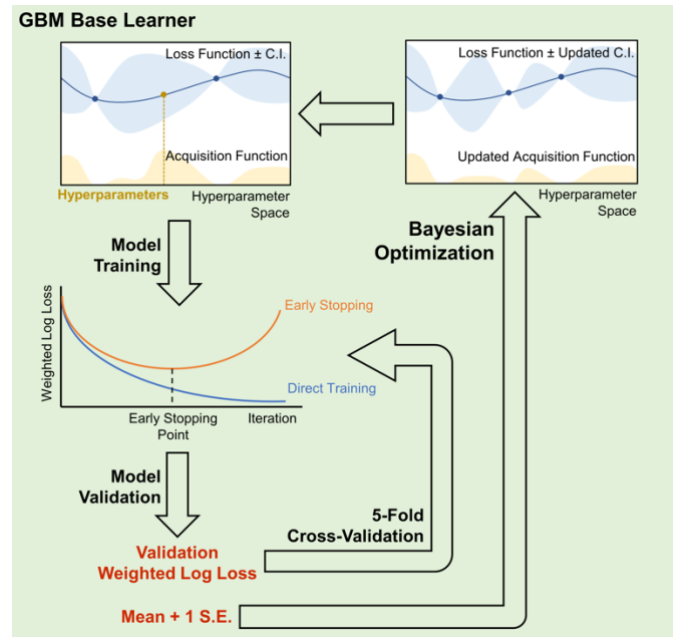 GBM Base Learner
Loss Function ± C.I.
Acquisition Function
Hyperparameters
Hyperparameter
Space
Loss Function ± Updated C.I.
Updated Acquisition Function
Hyperparameter
Space
Bayesian
Optimization
Model
Training
Weighted Log Loss
Early Stopping
Direct Training
Early Stopping
Point
Iteration
Model
Validation
5-Fold
Cross-Validation
Validation
Weighted Log Loss
Mean + 1 S.E.